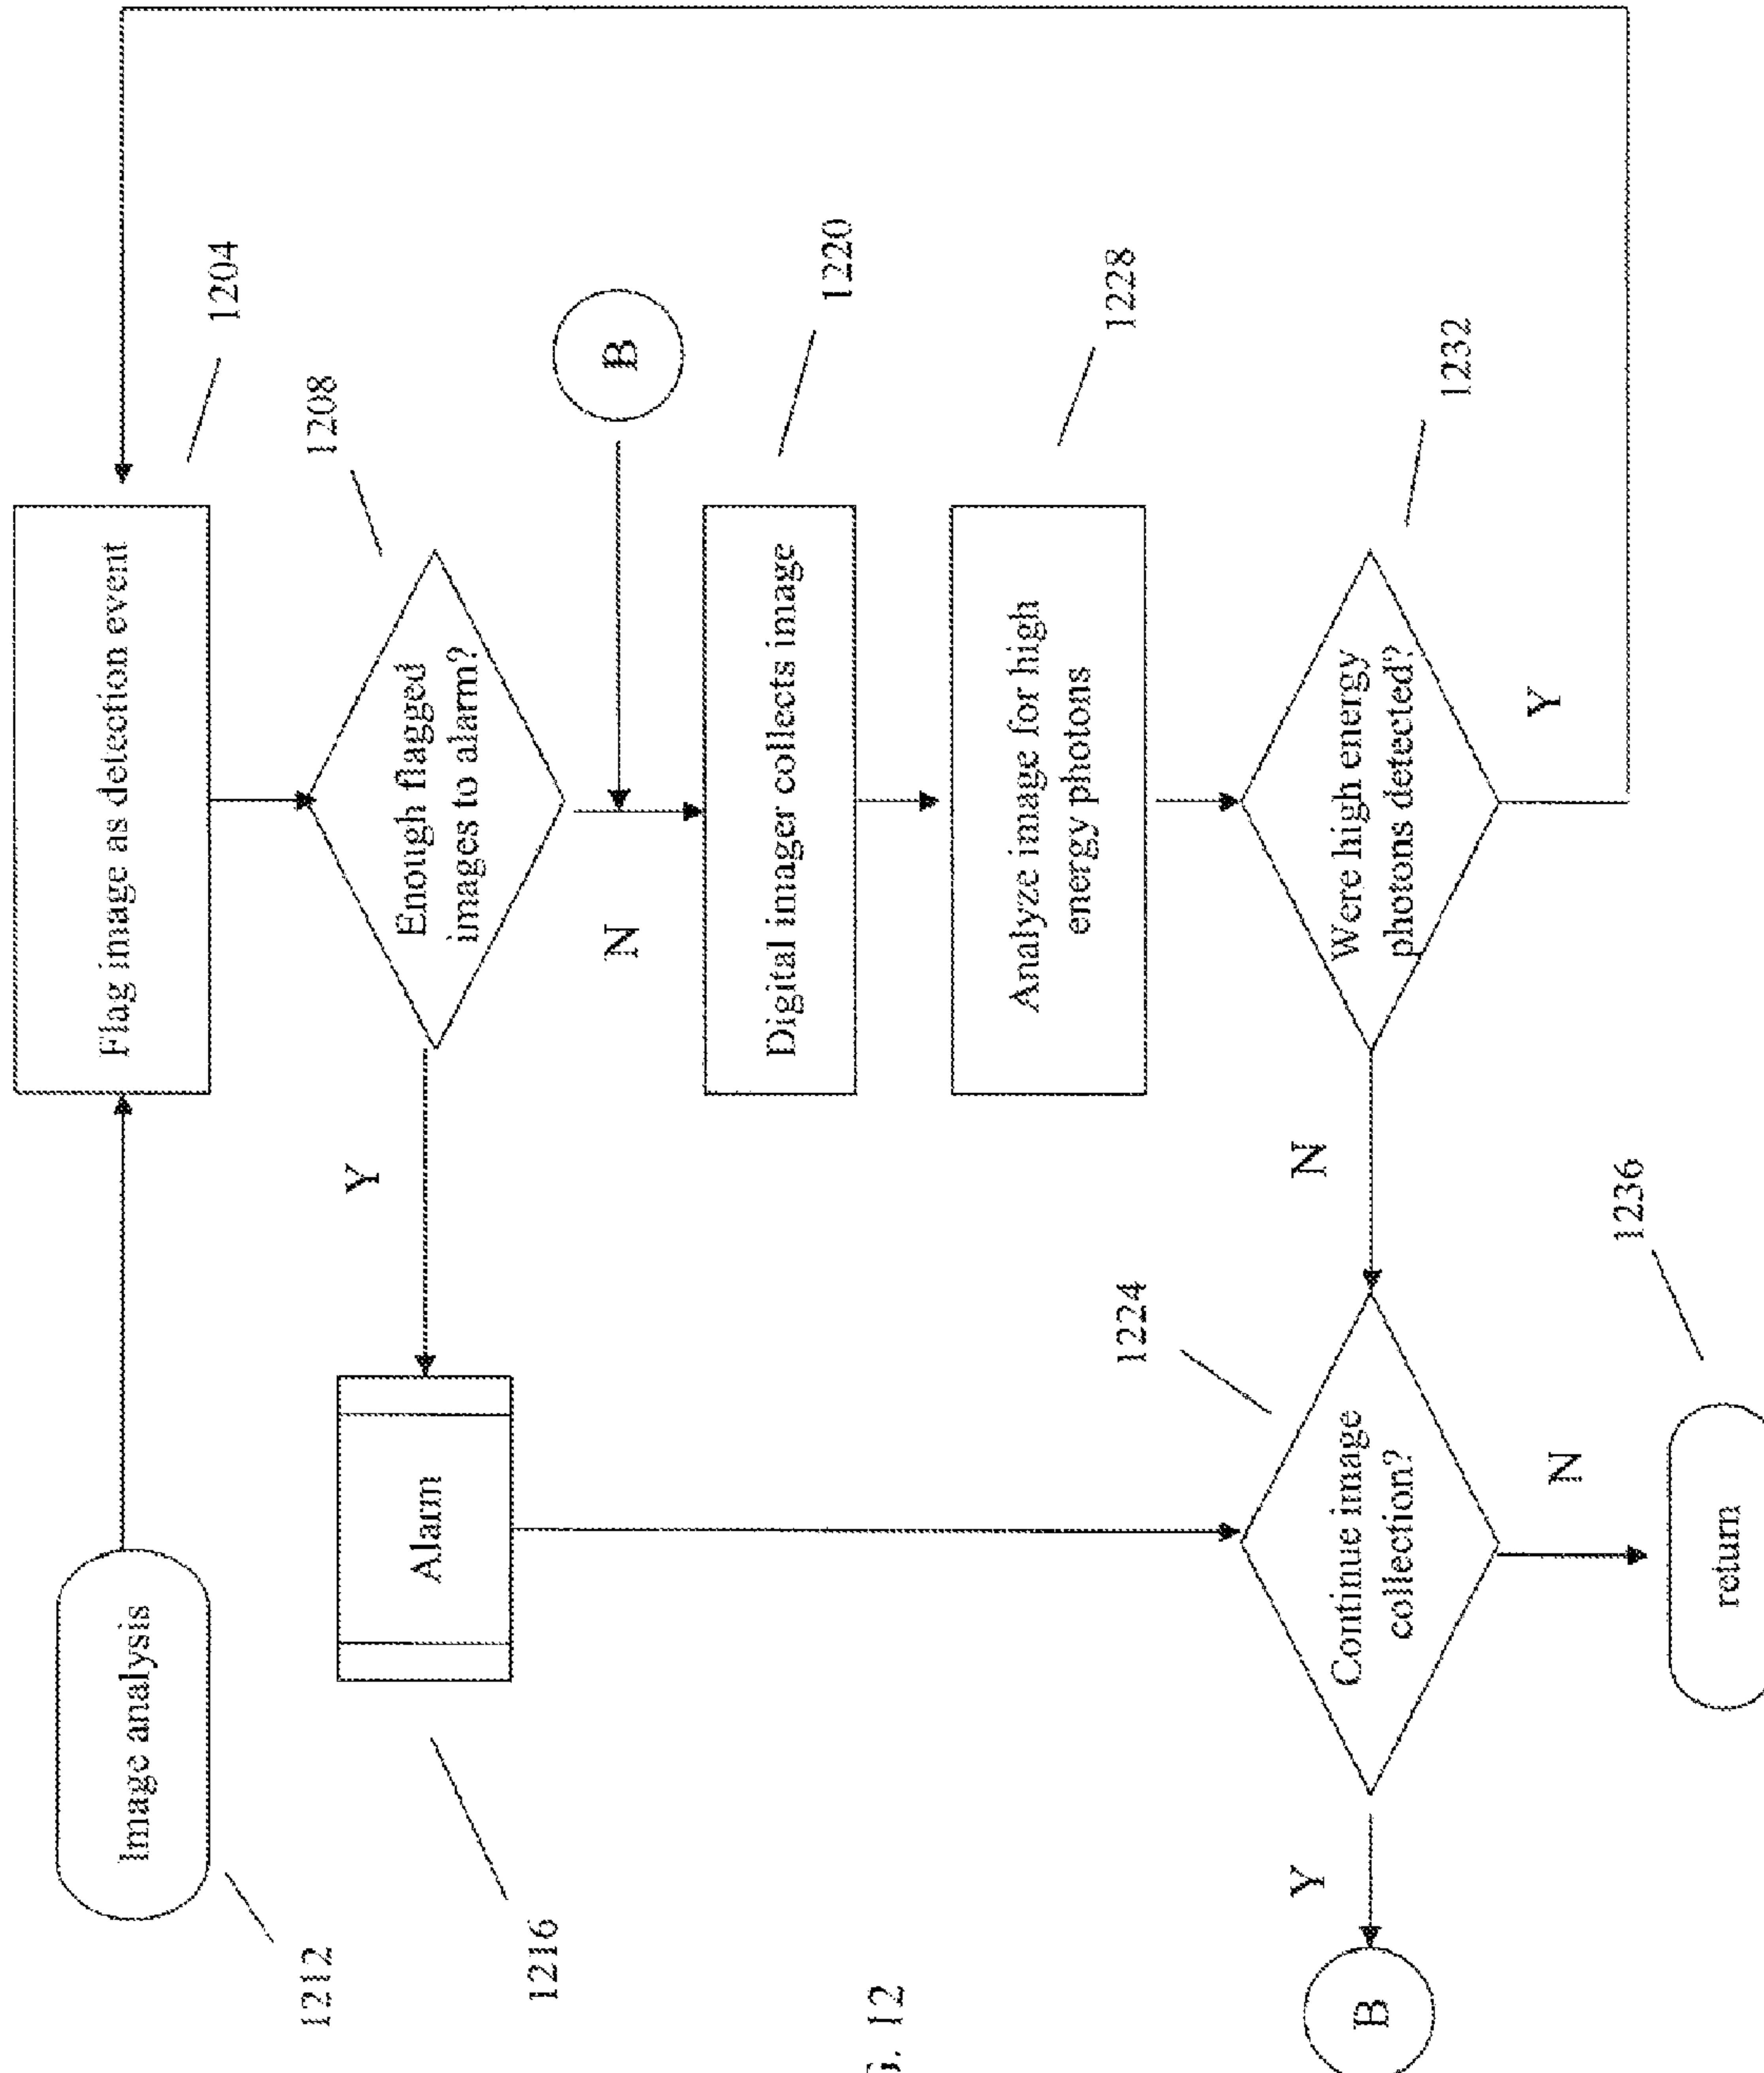 Image analysis
1212
Flag image as detection event
1204
Enough flagged
images to alarm?
1208
Y
Alarm
1216
N
B
Digital imager collects image
1220
Analyze image for high
energy photons
1228
Were high energy
photons detected?
1232
Y
N
Continue image
collection?
1224
Y
B
N
return
1236
12